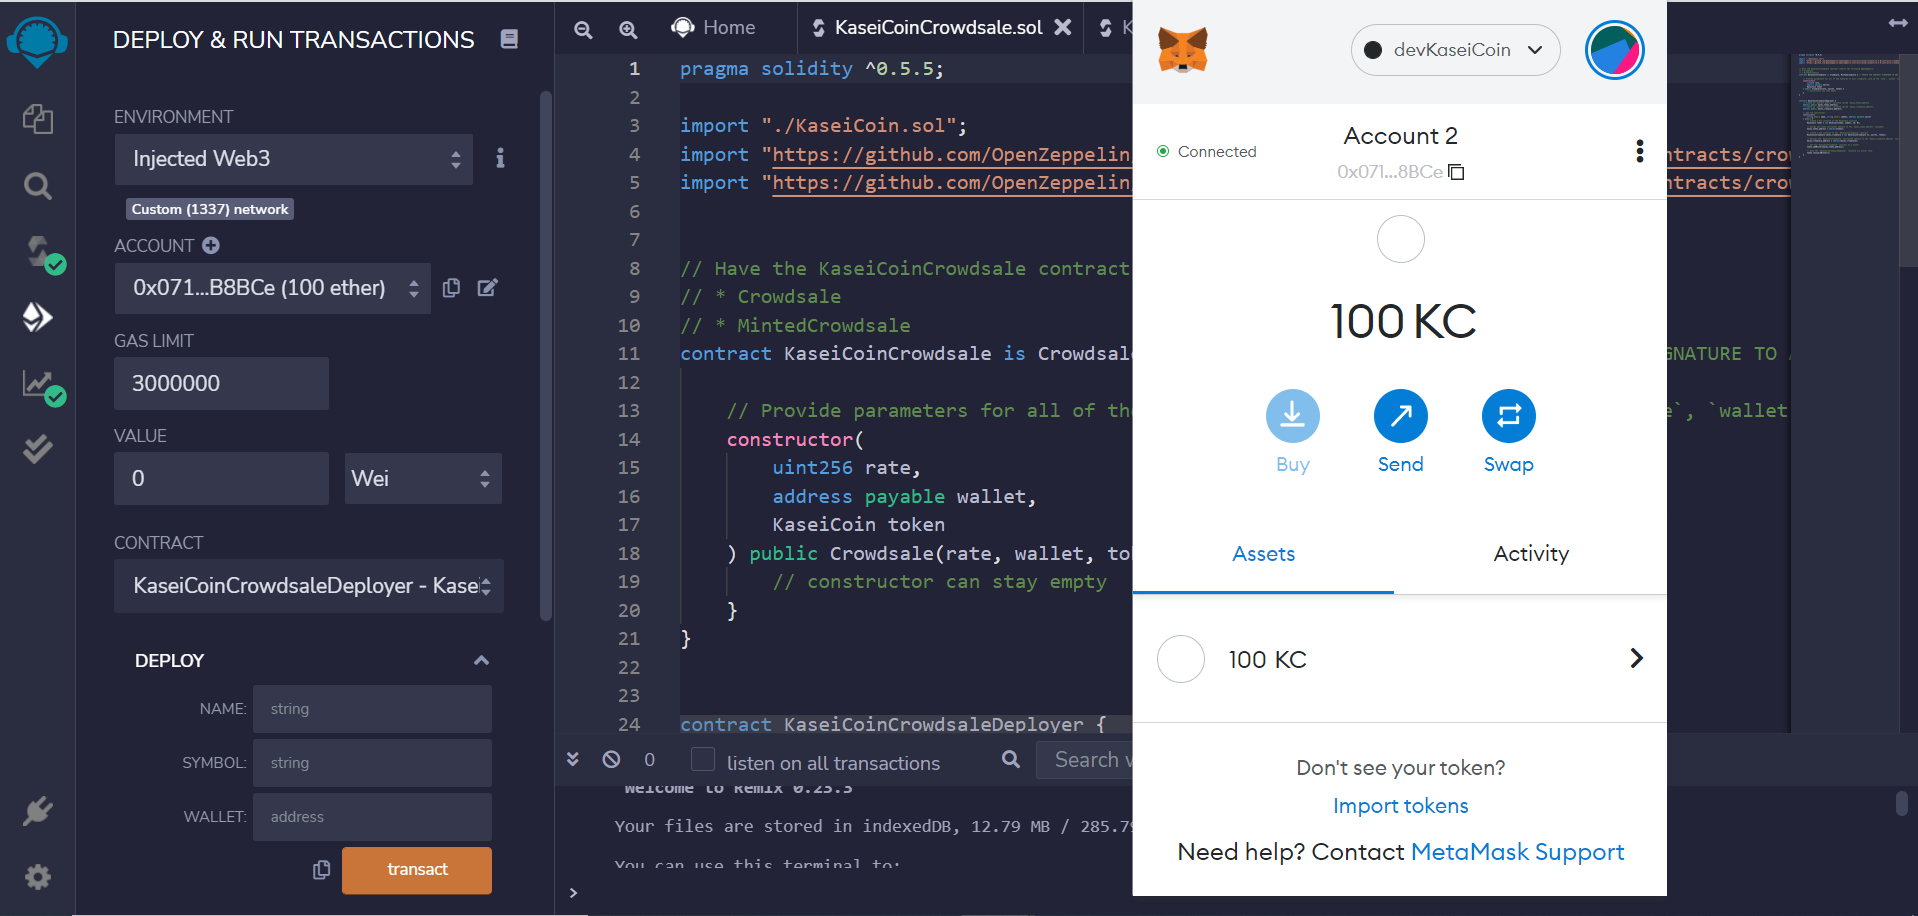 DEPLOY & RUN TRANSACTIONS
ENVIRONMENT
Injected Web3
Custom (1337) network
ACCOUNT
0x071...B8BCe (100 ether)
GAS LIMIT
3000000
VALUE
0
Wei
CONTRACT
KaseiCoinCrowdsaleDeployer - Kasei
DEPLOY
NAME: string
SYMBOL: string
WALLET: address
transact
Home
KaseiCoinCrowdsale.sol
K
1 pragma solidity ^0.5.5;
2
3 import "./KaseiCoin.sol";
4 import "https://github.com/OpenZeppelin ntracts/crow
5 import "https://github.com/OpenZeppelin ntracts/crow
6
7
8 // Have the KaseiCoinCrowdsale contract
9 // * Crowdsale
10 // * MintedCrowdsale
11 contract KaseiCoinCrowdsale is Crowdsal GNATURE TO
12
13 // Provide parameters for all of th e`, `wallet
14 constructor(
15 uint256 rate,
16 address payable wallet,
17 KaseiCoin token
18 ) public Crowdsale(rate, wallet, to
19 // constructor can stay empty
20 }
21 }
22
23
24 contract KaseiCoinCrowdsaleDeployer {
0
listen on all transactions
Search w
Welcome to Remix 0.23.3
Your files are stored in indexedDB, 12.79 MB / 285.79
You can use this terminal to:
>
devKaseiCoin
Connected
Account 2
0x071...8BCe
100 KC
Buy
Send
Swap
Assets
Activity
100 KC
Don't see your token?
Import tokens
Need help? Contact MetaMask Support